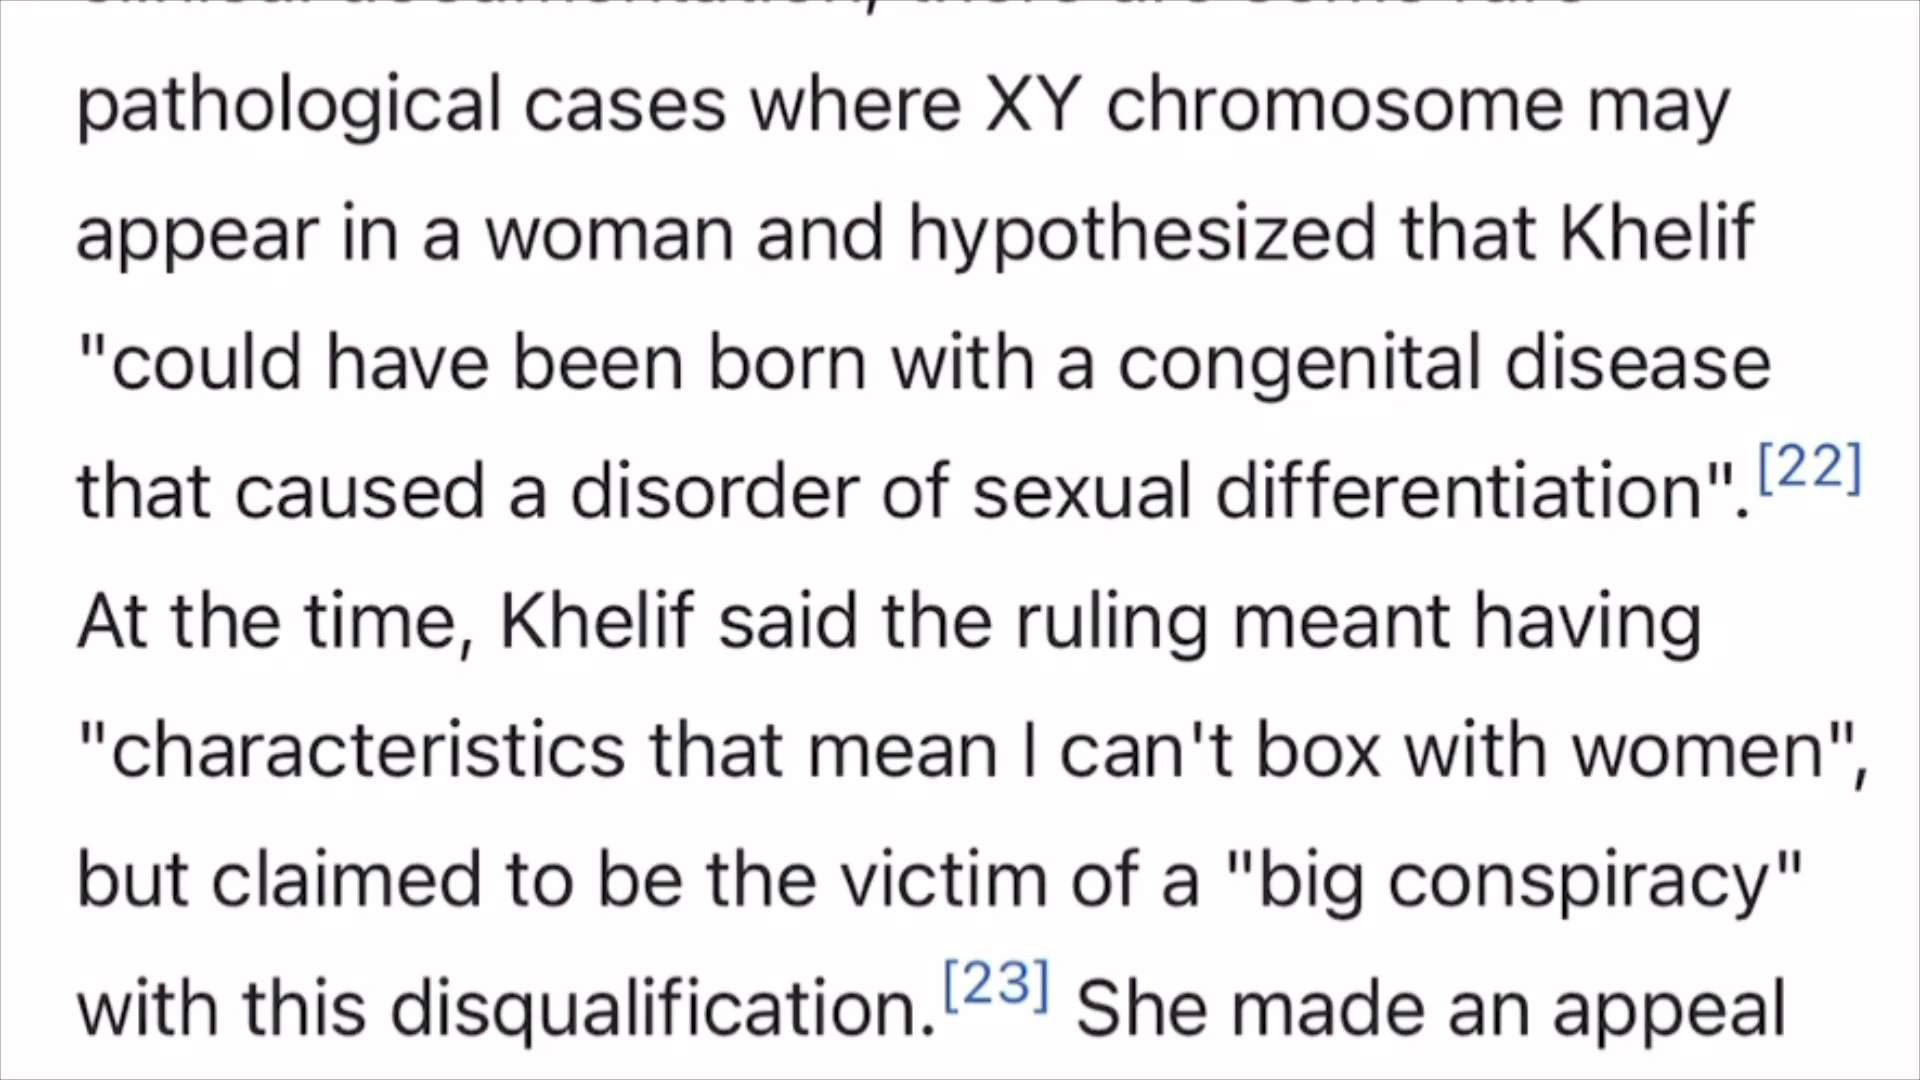 pathological cases where XY chromosome may
appear in a woman and hypothesized that Khelif
"could have been born with a congenital disease
that caused a disorder of sexual differentiation".[22]
At the time, Khelif said the ruling meant having
"characteristics that mean I can't box with women",
but claimed to be the victim of a "big conspiracy"
with this disqualification.[23] She made an appeal